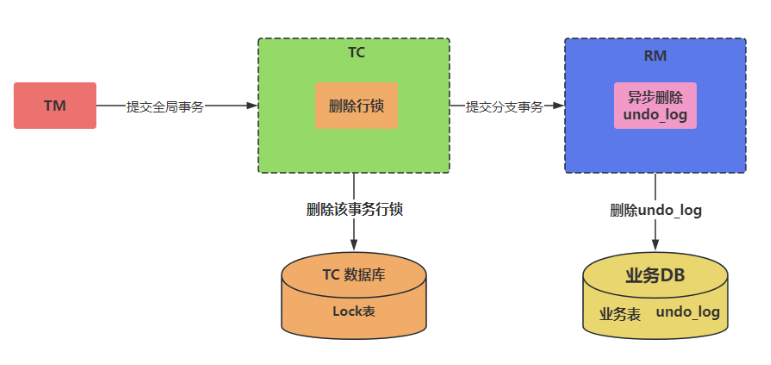 TM
提交全局事务
TC
删除行锁
提交分支事务
RM
异步删除
undo_log
删除该事务行锁
删除undo_log
TC 数据库
Lock表
业务DB
业务表 undo_log